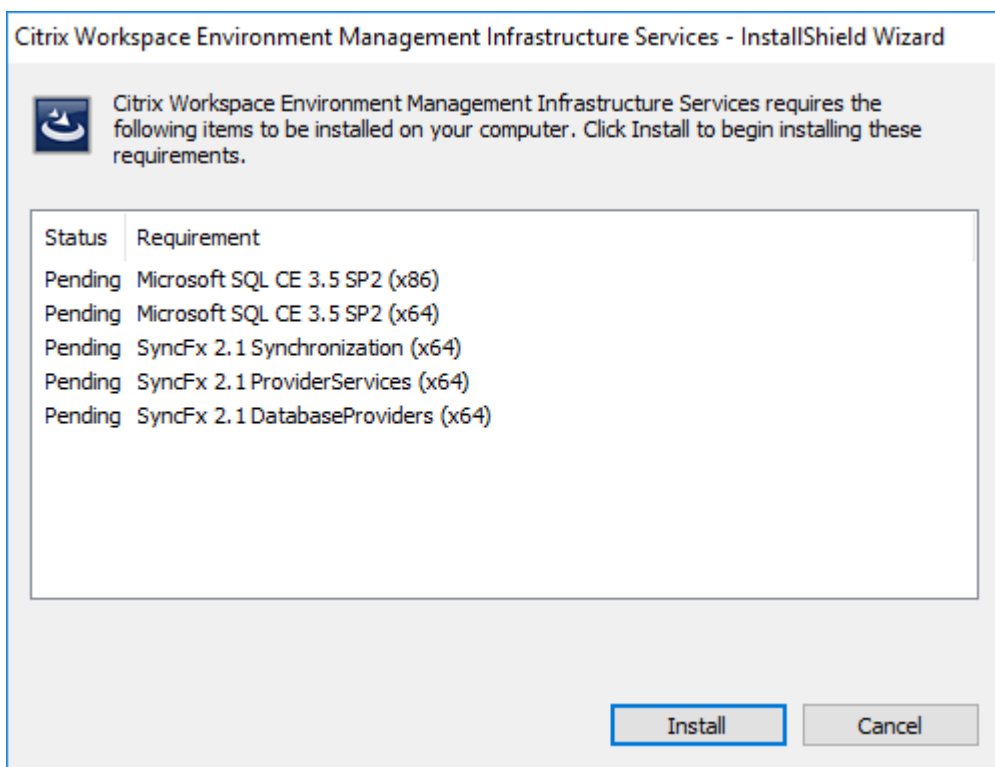 Citrix Workspace Environment Management Infrastructure Services - InstallShield Wizard
Citrix Workspace Environment Management Infrastructure Services requires the
following items to be installed on your computer. Click Install to begin installing these
requirements.
Status Requirement
Pending Microsoft SQL CE 3.5 SP2 (x86)
Pending Microsoft SQL CE 3.5 SP2 (x64)
Pending SyncFx 2.1 Synchronization (x64)
Pending SyncFx 2.1 ProviderServices (x64)
Pending SyncFx 2.1 DatabaseProviders (x64)
Install Cancel